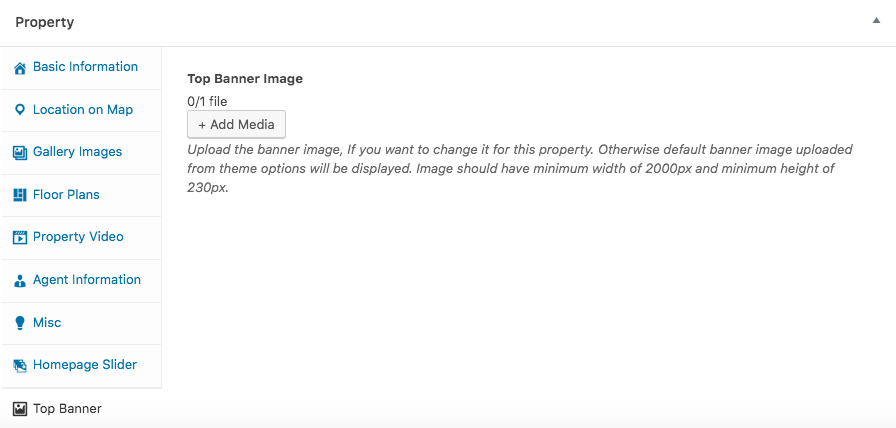 Property
Basic Information
Location on Map
Gallery Images
Floor Plans
Property Video
Agent Information
Misc
Homepage Slider
Top Banner
Top Banner Image
0/1 file
+ Add Media
Upload the banner image, If you want to change it for this property. Otherwise default banner image uploaded
from theme options will be displayed. Image should have minimum width of 2000px and minimum height of
230px.